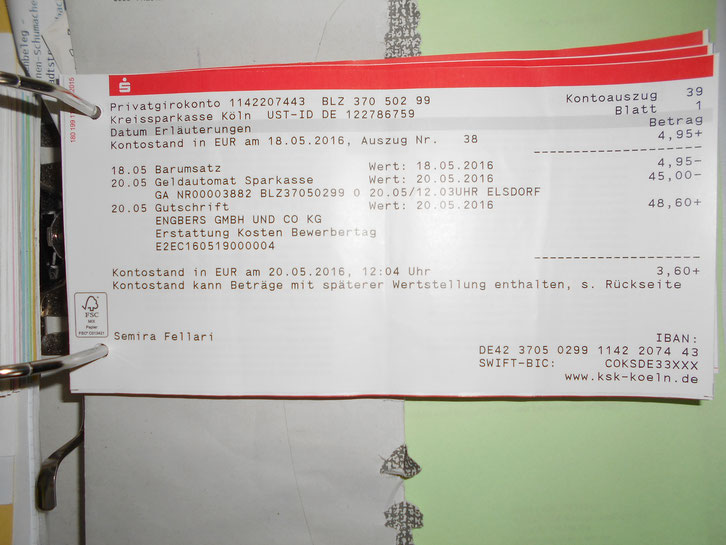 Privatgirokonto 1142207443 BLZ 370 502 99 Kontoauszug 39
Kreissparkasse Köln UST-ID DE 122786759 Blatt 1
Datum Erläuterungen Betrag
Kontostand in EUR am 18.05.2016, Auszug Nr. 38 4,95+
18.05 Barumsatz Wert: 18.05.2016 4,95-
20.05 Geldautomat Sparkasse Wert: 20.05.2016 45,00-
GA NR00003882 BLZ37050299 0 20.05/12.03UHR ELSDORF
20.05 Gutschrift Wert: 20.05.2016 48,60+
ENGBERS GMBH UND CO KG
Erstattung Kosten Bewerbertag
E2EC160519000004
Kontostand in EUR am 20.05.2016, 12:04 Uhr 3,60+
Kontostand kann Beträge mit späterer Wertstellung enthalten, s. Rückseite
FSC
MIX
Papier
Semira Fellari
IBAN:
DE42 3705 0299 1142 2074 43
SWIFT-BIC: COKSDE33XXX
www.ksk-koeln.de